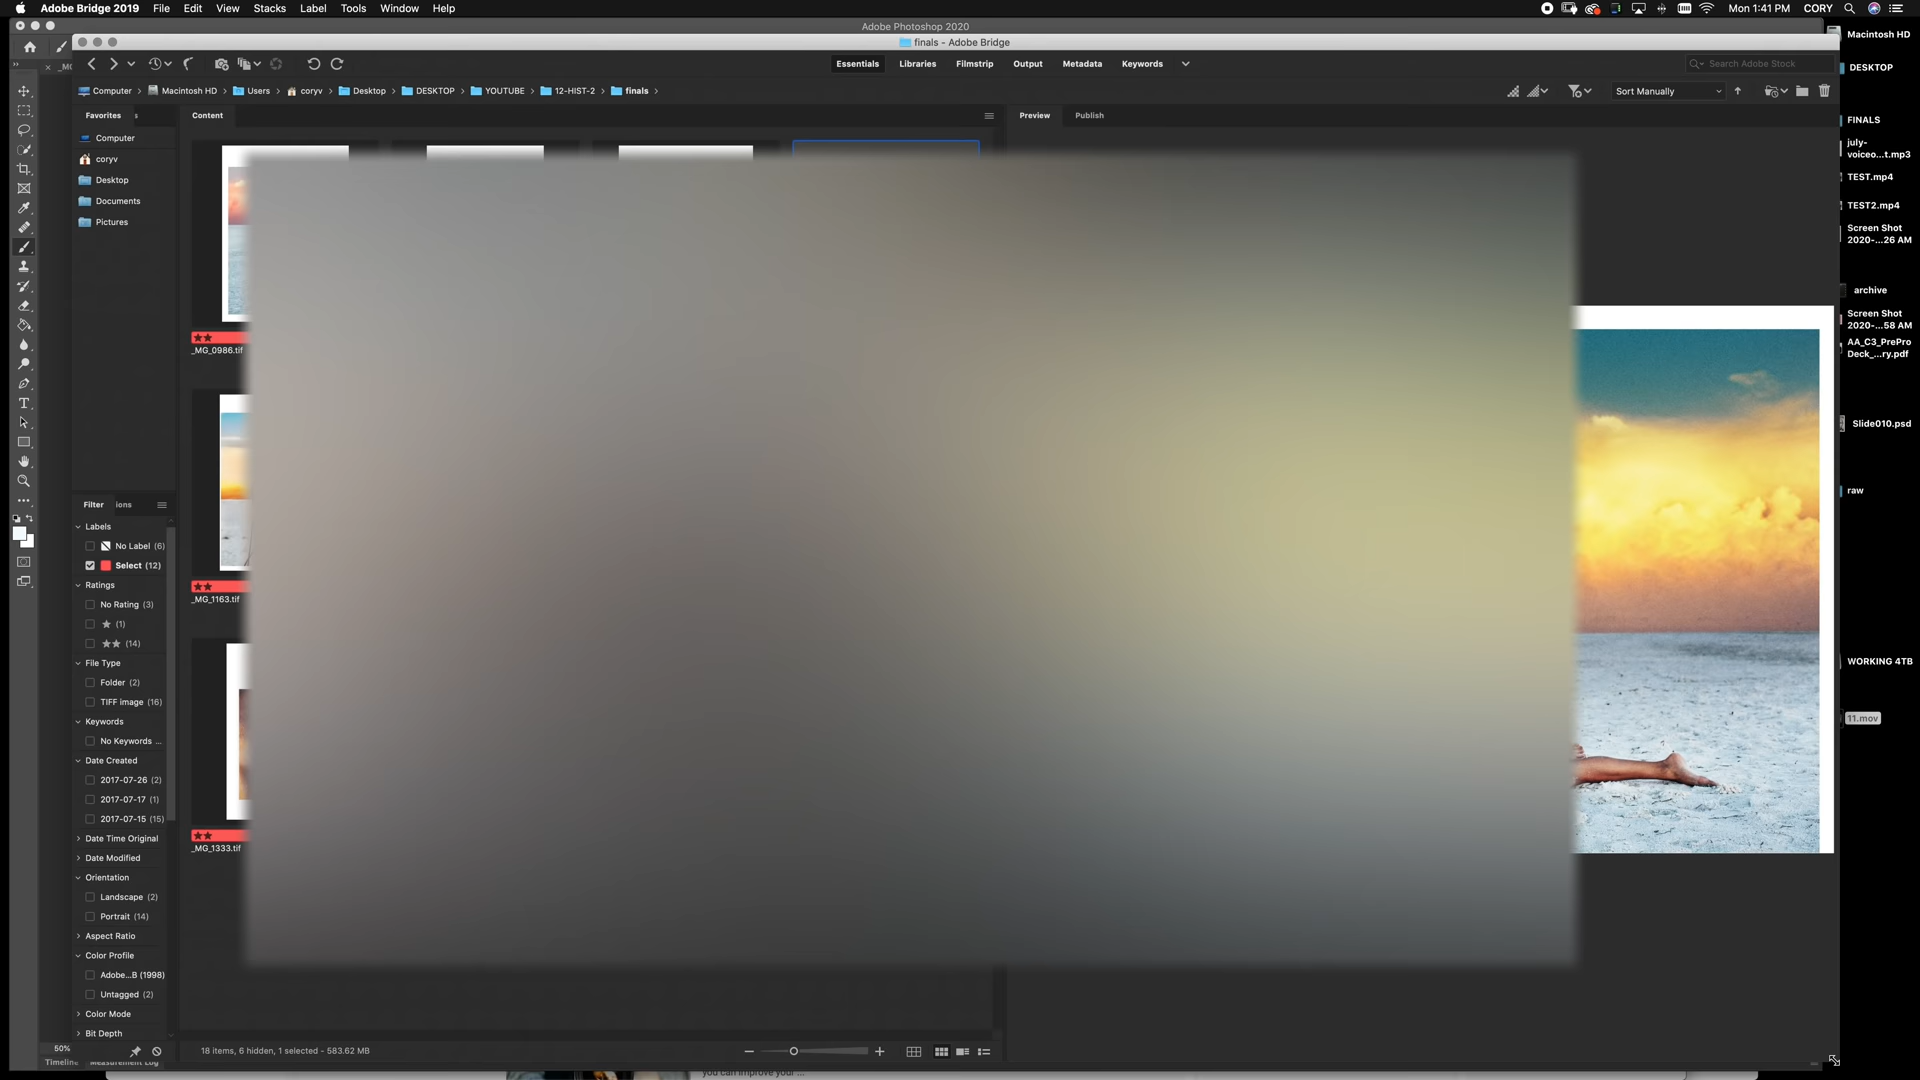 Adobe Bridge 2019 File Edit View Stacks Label Tools Window Help
Mon 1:41 PM CORY
Adobe Photoshop 2020
finals - Adobe Bridge
Essentials Libraries Filmstrip Output Metadata Keywords
Search Adobe Stock
Computer Macintosh HD Users coryv Desktop DESKTOP YOUTUBE 12-HIST-2 finals
Sort Manually
Favorites
Content
Preview Publish
Computer
coryv
Desktop
Documents
Pictures
_MG_0986.tif
_MG_1163.tif
_MG_1333.tif
Filter ions
Labels
No Label (6)
Select (12)
Ratings
No Rating (3)
★ (1)
★★ (14)
File Type
Folder (2)
TIFF image (16)
Keywords
No Keywords ...
Date Created
2017-07-26 (2)
2017-07-17 (1)
2017-07-15 (15)
Date Time Original
Date Modified
Orientation
Landscape (2)
Portrait (14)
Aspect Ratio
Color Profile
Adobe...B (1998)
Untagged (2)
Color Mode
Bit Depth
50%
18 items, 6 hidden, 1 selected - 583.62 MB
Timeline Measurement Log
you can improve your ...
Macintosh HD
DESKTOP
FINALS
july-
voiceo...t.mp3
TEST.mp4
TEST2.mp4
Screen Shot
2020-...26 AM
archive
Screen Shot
2020-...58 AM
AA_C3_PrePro
Deck_...ry.pdf
Slide010.psd
raw
WORKING 4TB
11.mov